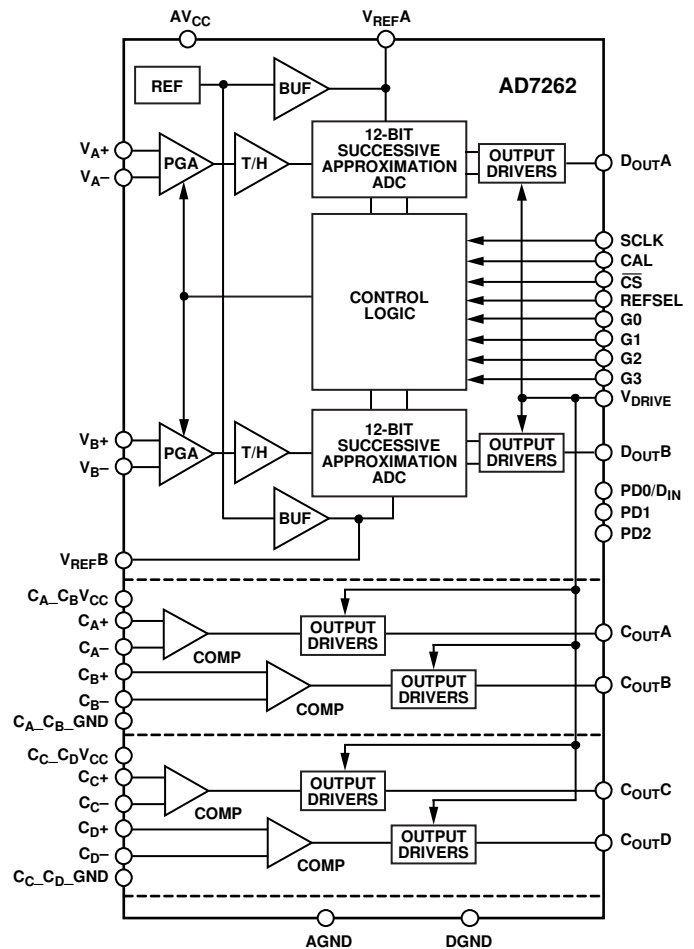 AVCC
VREFA
REF
BUF
AD7262
VA+
VA−
PGA
T/H
12-BIT
SUCCESSIVE
APPROXIMATION
ADC
OUTPUT
DRIVERS
DOUTA
CONTROL
LOGIC
SCLK
CAL
CS
REFSEL
G0
G1
G2
G3
VDRIVE
VB+
VB−
PGA
T/H
12-BIT
SUCCESSIVE
APPROXIMATION
ADC
OUTPUT
DRIVERS
DOUTB
PD0/DIN
PD1
PD2
BUF
VREFB
CA_CBVCC
CA+
CA−
COMP
OUTPUT
DRIVERS
COUTA
CB+
CB−
COMP
OUTPUT
DRIVERS
COUTB
CA_CB_GND
CC_CDVCC
CC+
CC−
COMP
OUTPUT
DRIVERS
COUTC
CD+
CD−
COMP
OUTPUT
DRIVERS
COUTD
CC_CD_GND
AGND
DGND